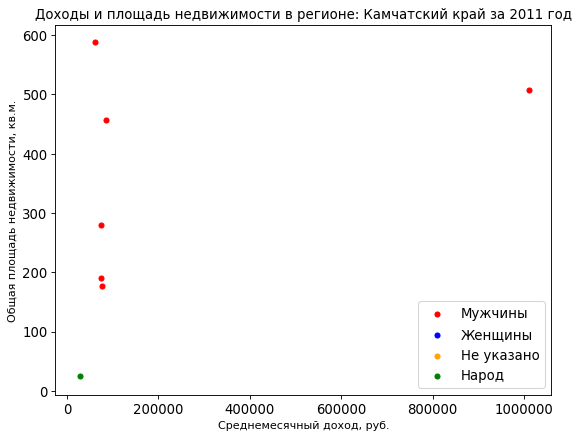 Доходы и площадь недвижимости в регионе: Камчатский край за 2011 год
600
500
400
300
200
100
0
Общая площадь недвижимости, кв.м.
Мужчины
Женщины
Не указано
Народ
0 200000 400000 600000 800000 1000000
Среднемесячный доход, руб.